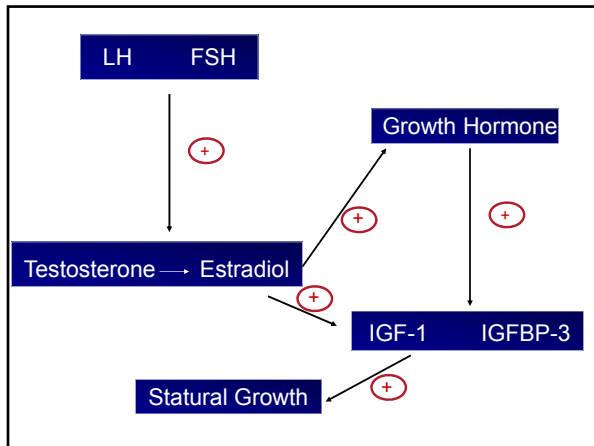 LH FSH
+
Growth Hormone
+
+
Testosterone Estradiol
+
IGF-1 IGFBP-3
+
Statural Growth